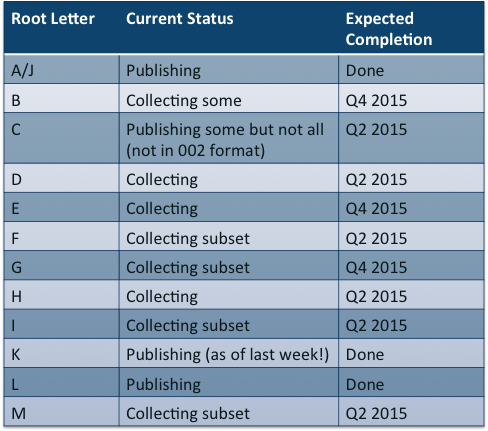 Root Letter Current Status Expected
Completion
A/J Publishing Done
B Collecting some Q4 2015
C Publishing some but not all Q2 2015
(not in 002 format)
D Collecting Q2 2015
E Collecting Q4 2015
F Collecting subset Q2 2015
G Collecting subset Q4 2015
H Collecting Q2 2015
I Collecting subset Q2 2015
K Publishing (as of last week!) Done
L Publishing Done
M Collecting subset Q2 2015